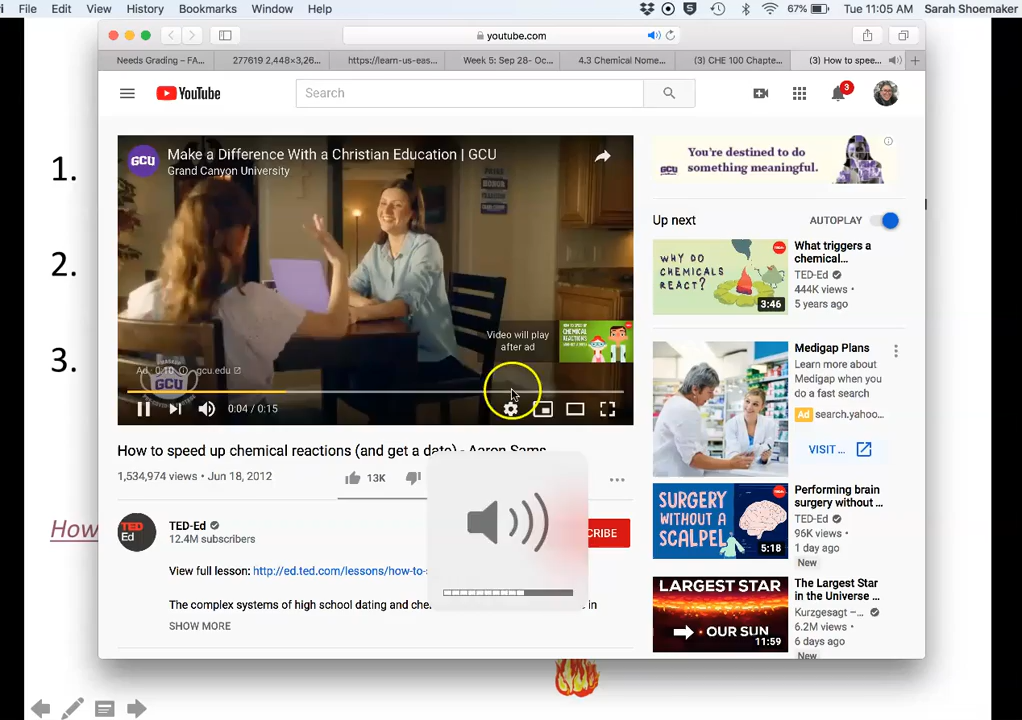 File Edit View History Bookmarks Window Help
67% Tue 11:05 AM Sarah Shoemaker
youtube.com
Needs Grading – FA...
277619 2,448×3,26...
https://learn-us-eas...
Week 5: Sep 28- Oc...
4.3 Chemical Nome...
(3) CHE 100 Chapte...
(3) How to spee...
YouTube
Search
3
1.
2.
3.
How
GCU
Make a Difference With a Christian Education | GCU
Grand Canyon University
Video will play
after ad
Ad · 0:10 gcu.edu
GCU
0:04 / 0:15
How to speed up chemical reactions (and get a date) - Aaron Sams
1,534,974 views • Jun 18, 2012
13K
TED
Ed
TED-Ed
12.4M subscribers
CRIBE
View full lesson: http://ed.ted.com/lessons/how-to-
The complex systems of high school dating and che
in
SHOW MORE
You're destined to do
something meaningful.
GCU
Up next
AUTOPLAY
WHY DO
CHEMICALS
REACT?
3:46
What triggers a
chemical...
TED-Ed
444K views •
5 years ago
Medigap Plans
Learn more about
Medigap when you
do a fast search
Ad search.yahoo...
VISIT ...
SURGERY
WITHOUT A
SCALPEL
5:18
Performing brain
surgery without ...
TED-Ed
96K views •
1 day ago
New
LARGEST STAR
OUR SUN
11:59
The Largest Star
in the Universe ...
Kurzgesagt –...
6.2M views •
6 days ago
New